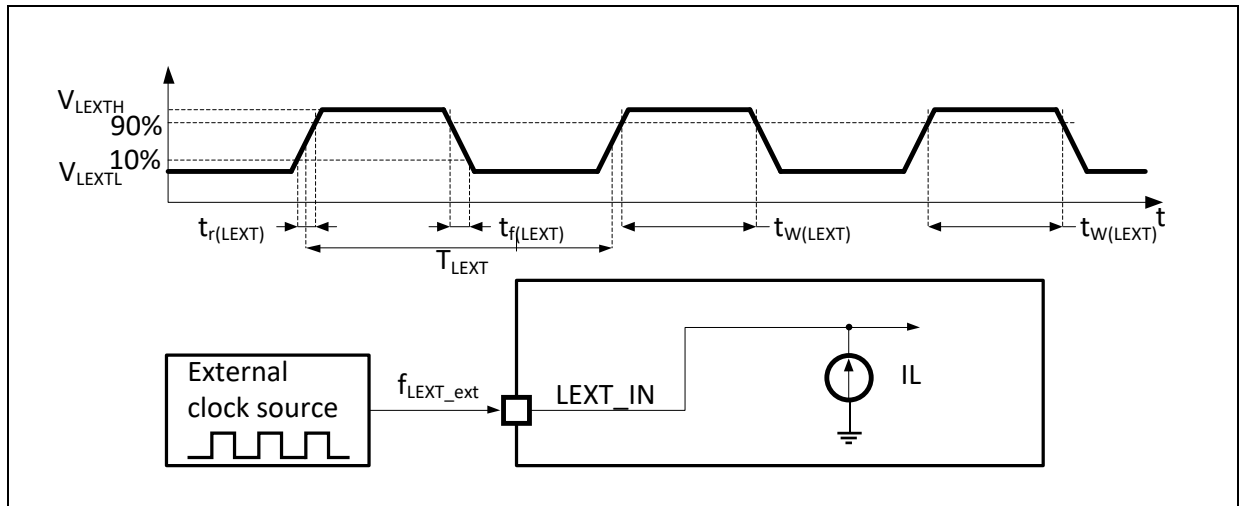 V_LEXTH
90%
10%
V_LEXTL
t
t_r(LEXT)
t_f(LEXT)
t_W(LEXT)
t_W(LEXT)
T_LEXT
External
clock source
f_LEXT_ext
LEXT_IN
IL